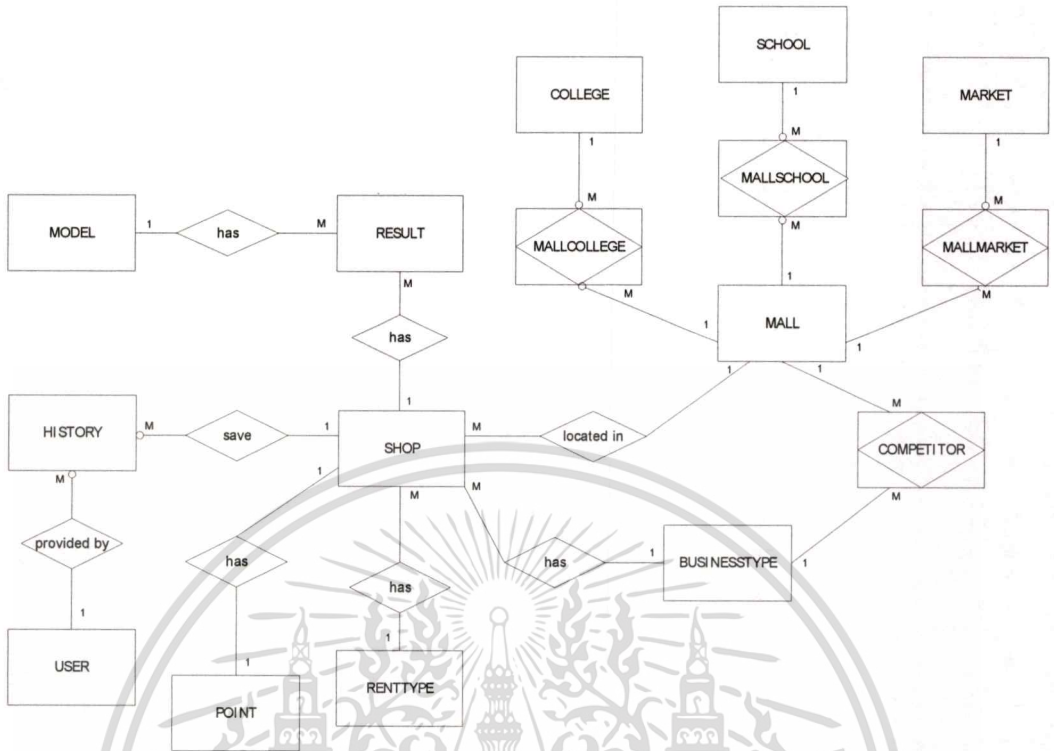 SCHOOL
COLLEGE
MARKET
1
1
1
M
M
M
MALLSCHOOL
MALLCOLLEGE
MALLMARKET
M
M
M
MODEL
1
has
M
RESULT
M
1
1
1
MALL
1
1
has
1
HISTORY
M
save
1
SHOP
M
located in
M
COMPETITOR
M
M
1
M
M
provided by
has
has
has
1
BUSINESSTYPE
1
1
USER
1
POINT
1
RENTTYPE